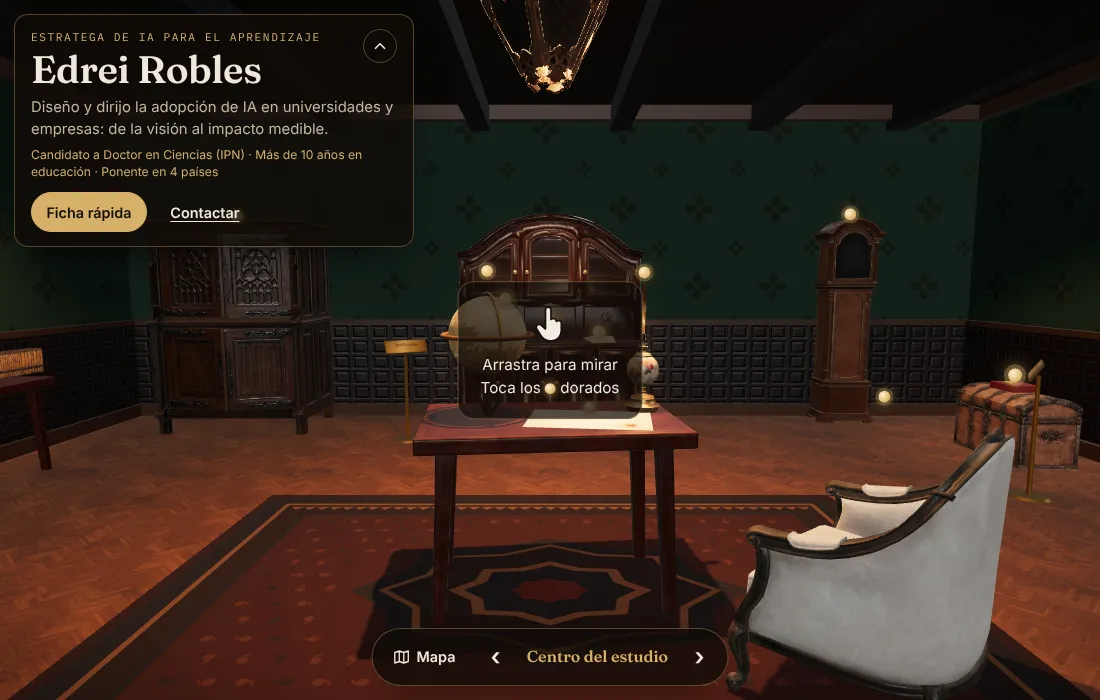 ESTRATEGA DE IA PARA EL APRENDIZAJE
Edrei Robles
Diseño y dirijo la adopción de IA en universidades y
empresas: de la visión al impacto medible.
Candidato a Doctor en Ciencias (IPN) · Más de 10 años en
educación · Ponente en 4 países
Ficha rápida
Contactar
Arrastra para mirar
Toca los dorados
Mapa
Centro del estudio